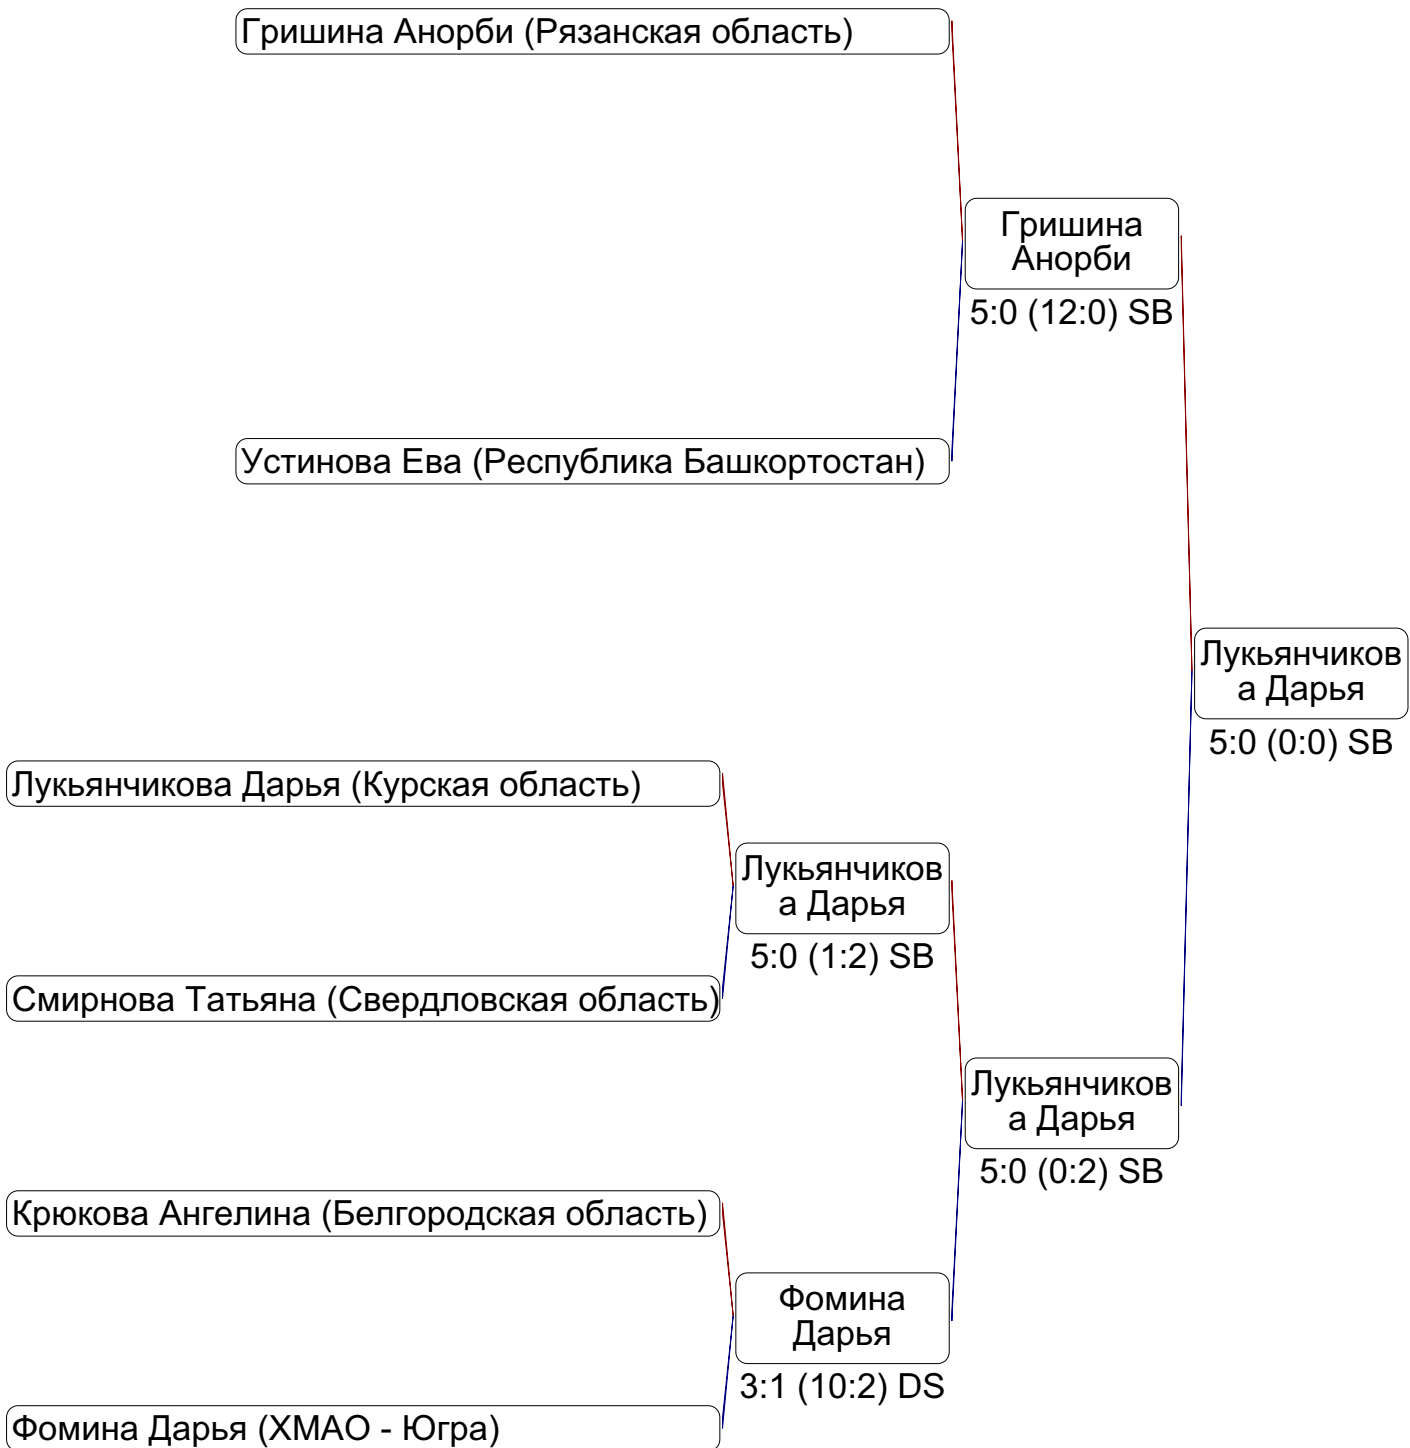 Гришина Анорби (Рязанская область)
Гришина
Анорби
5:0 (12:0) SB
Устинова Ева (Республика Башкортостан)
Лукьянчиков
а Дарья
5:0 (0:0) SB
Лукьянчикова Дарья (Курская область)
Лукьянчиков
а Дарья
5:0 (1:2) SB
Смирнова Татьяна (Свердловская область)
Лукьянчиков
а Дарья
5:0 (0:2) SB
Крюкова Ангелина (Белгородская область)
Фомина
Дарья
3:1 (10:2) DS
Фомина Дарья (ХМАО - Югра)